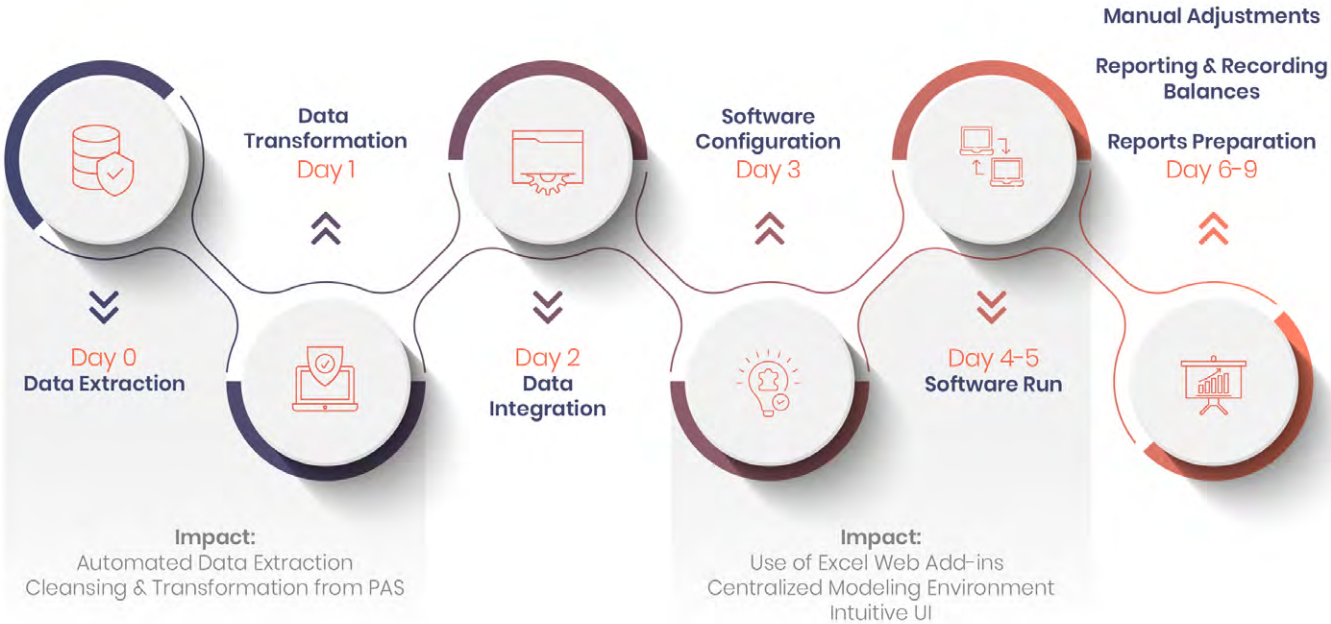 Day 0
Data Extraction
Data
Transformation
Day 1
Day 2
Data
Integration
Software
Configuration
Day 3
Day 4-5
Software Run
Manual Adjustments
Reporting & Recording
Balances
Reports Preparation
Day 6-9
Impact:
Automated Data Extraction
Cleansing & Transformation from PAS
Impact:
Use of Excel Web Add-ins
Centralized Modeling Environment
Intuitive UI